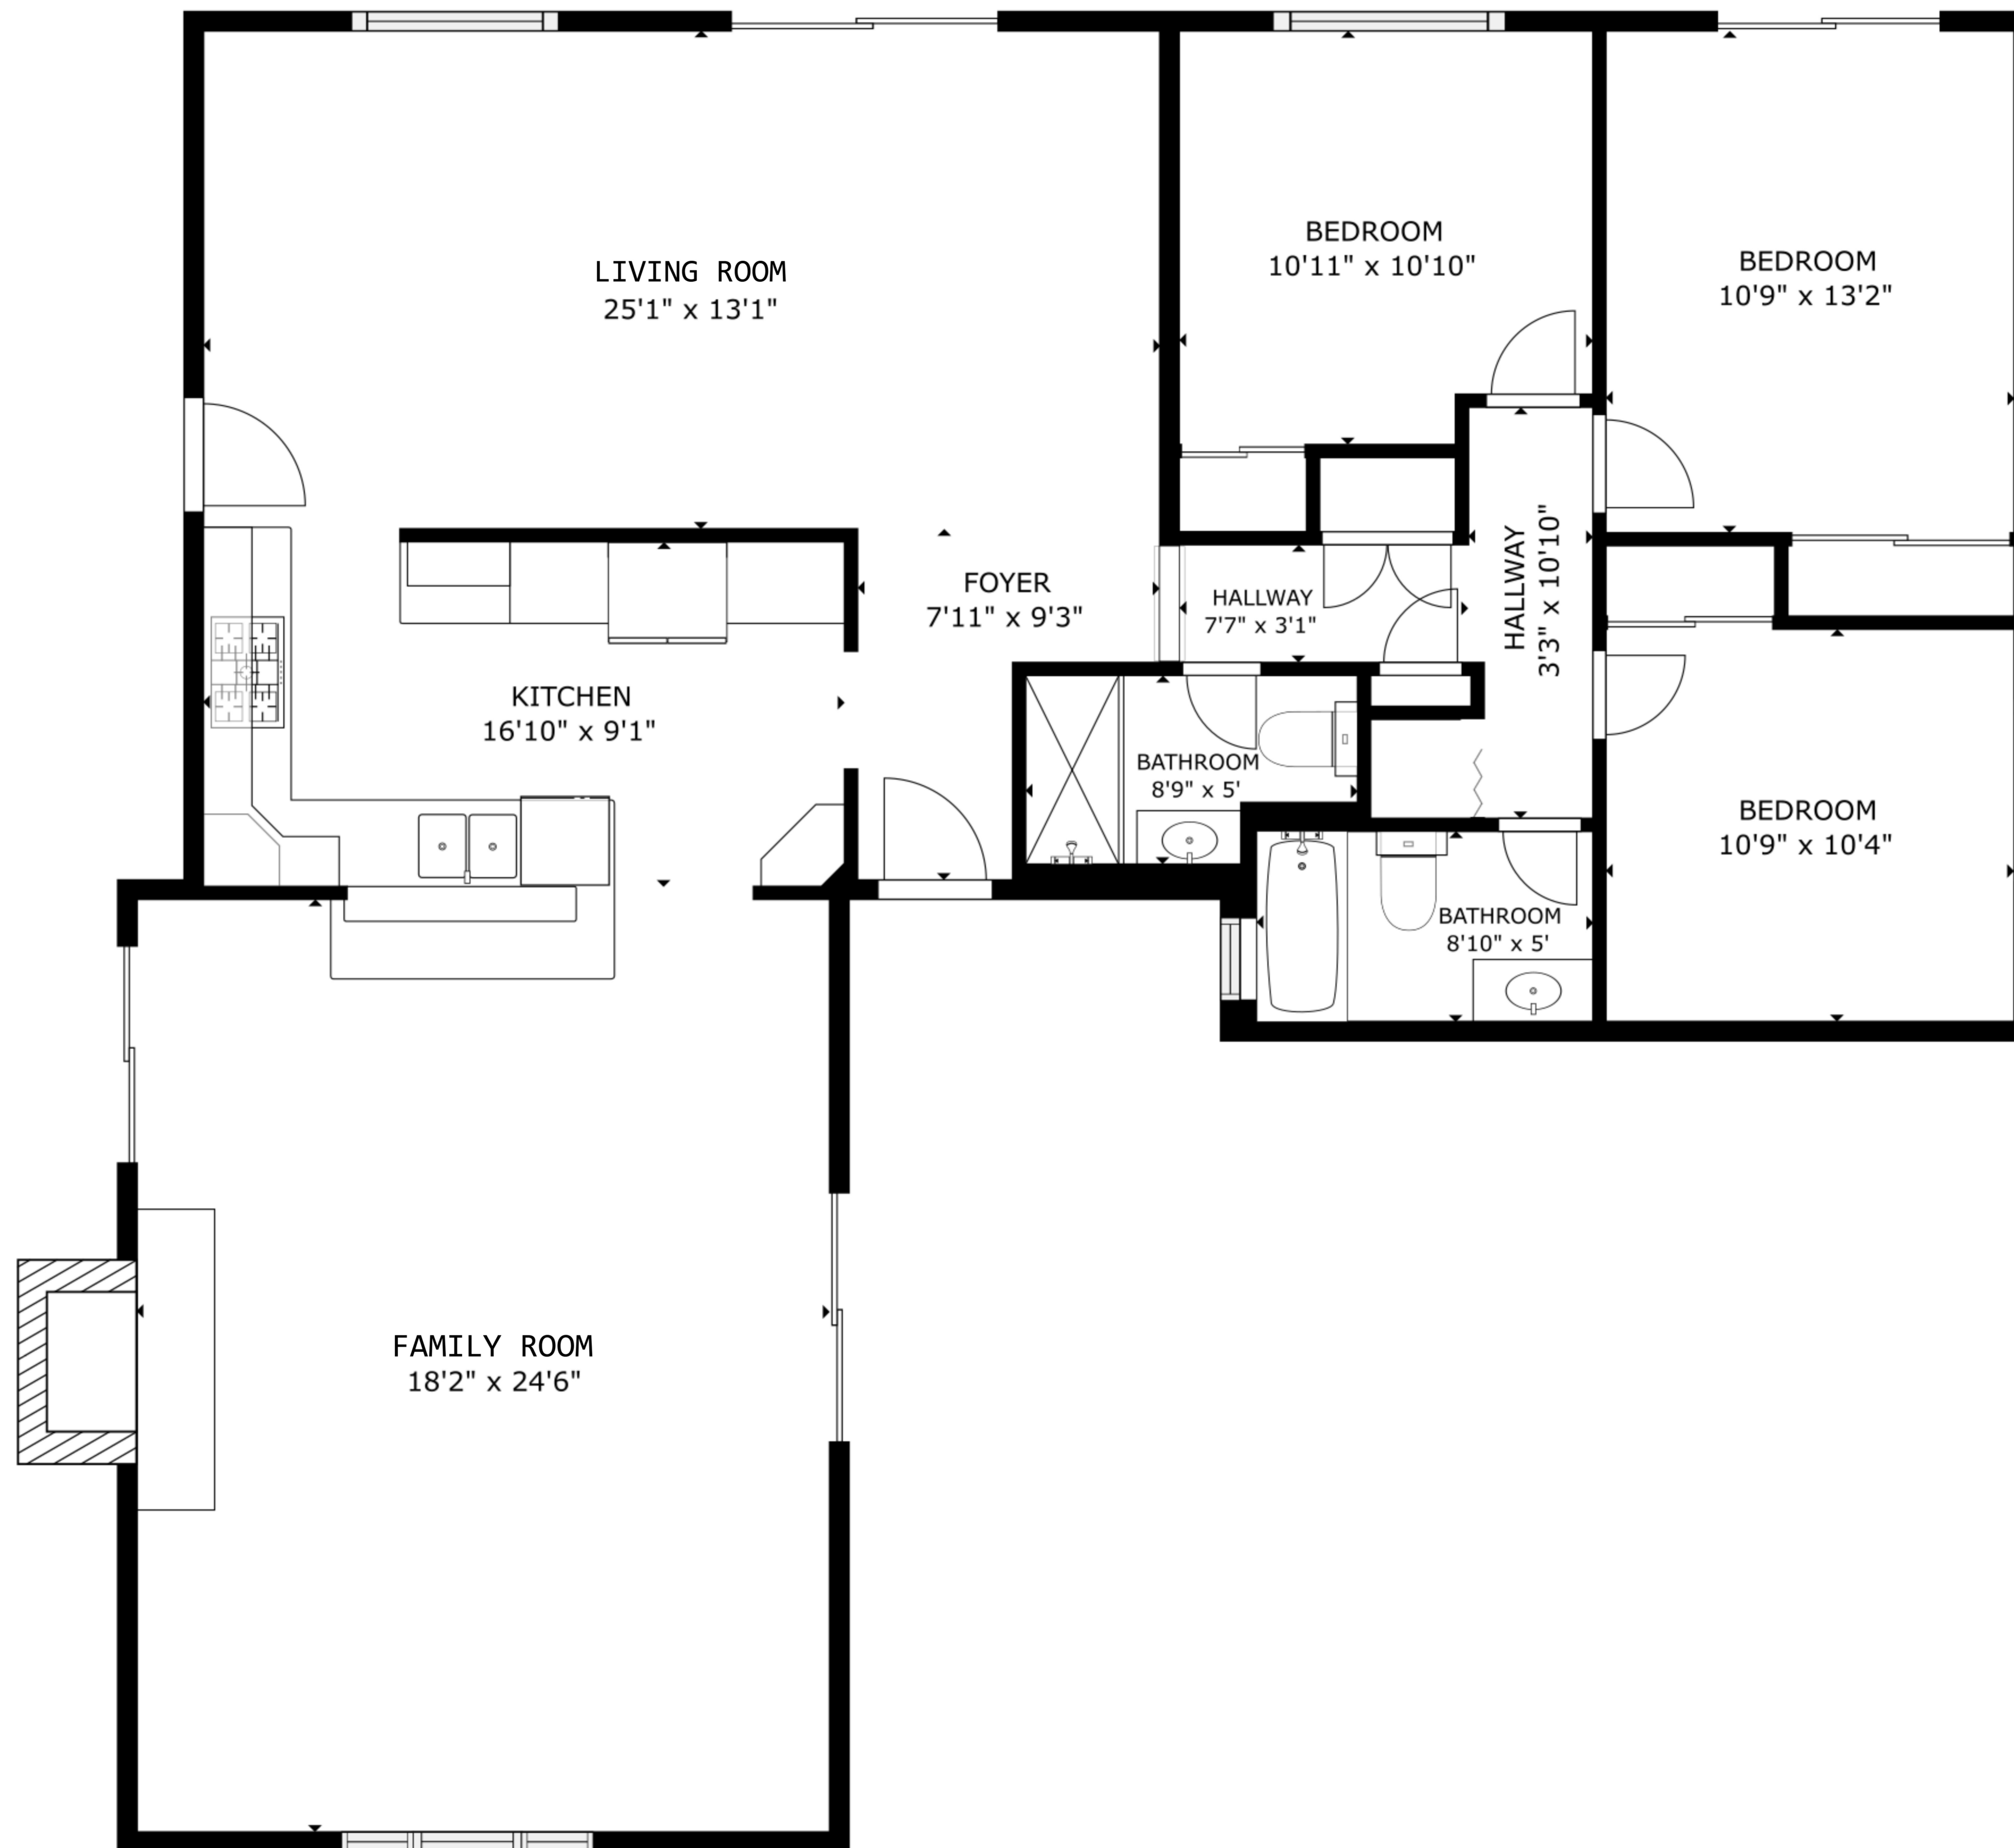 LIVING ROOM
25'1" x 13'1"
BEDROOM
10'11" x 10'10"
BEDROOM
10'9" x 13'2"
FOYER
7'11" x 9'3"
HALLWAY
7'7" x 3'1"
HALLWAY
3'3" x 10'10"
KITCHEN
16'10" x 9'1"
BATHROOM
8'9" x 5'
BEDROOM
10'9" x 10'4"
BATHROOM
8'10" x 5'
FAMILY ROOM
18'2" x 24'6"